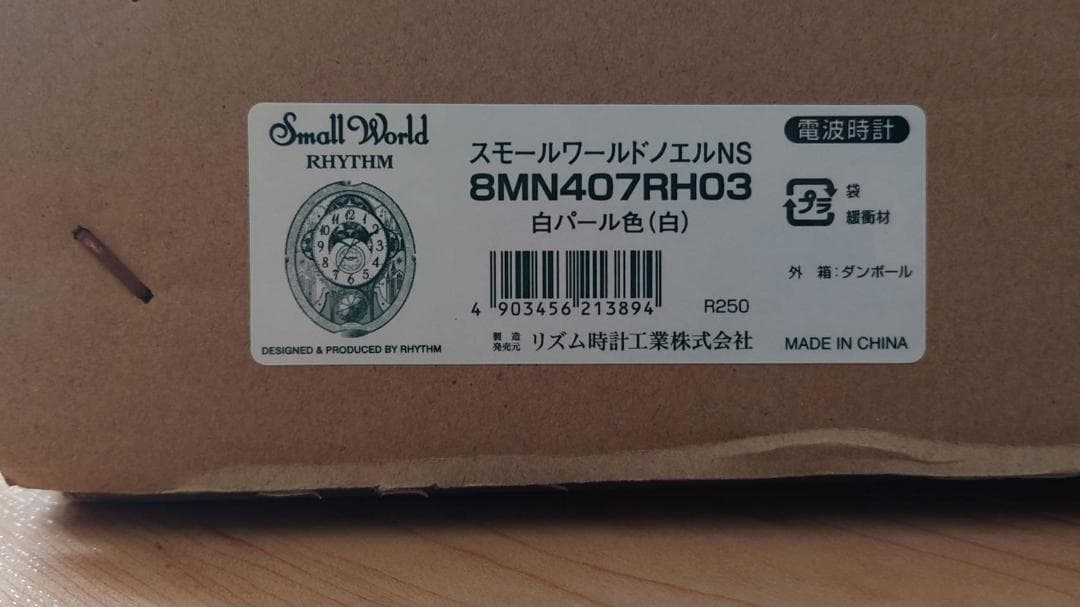 Small World
RHYTHM
DESIGNED & PRODUCED BY RHYTHM
スモールワールドノエルNS
8MN407RH03
白パール色(白)
4 903456 213894
R250
製造
発売元 リズム時計工業株式会社
電波時計
プラ
袋
緩衝材
外 箱:ダンボール
MADE IN CHINA